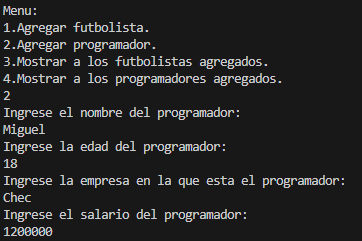 Menu:
1.Agregar futbolista.
2.Agregar programador.
3.Mostrar a los futbolistas agregados.
4.Mostrar a los programadores agregados.
2
Ingrese el nombre del programador:
Miguel
Ingrese la edad del programador:
18
Ingrese la empresa en la que esta el programador:
Chec
Ingrese el salario del programador:
1200000